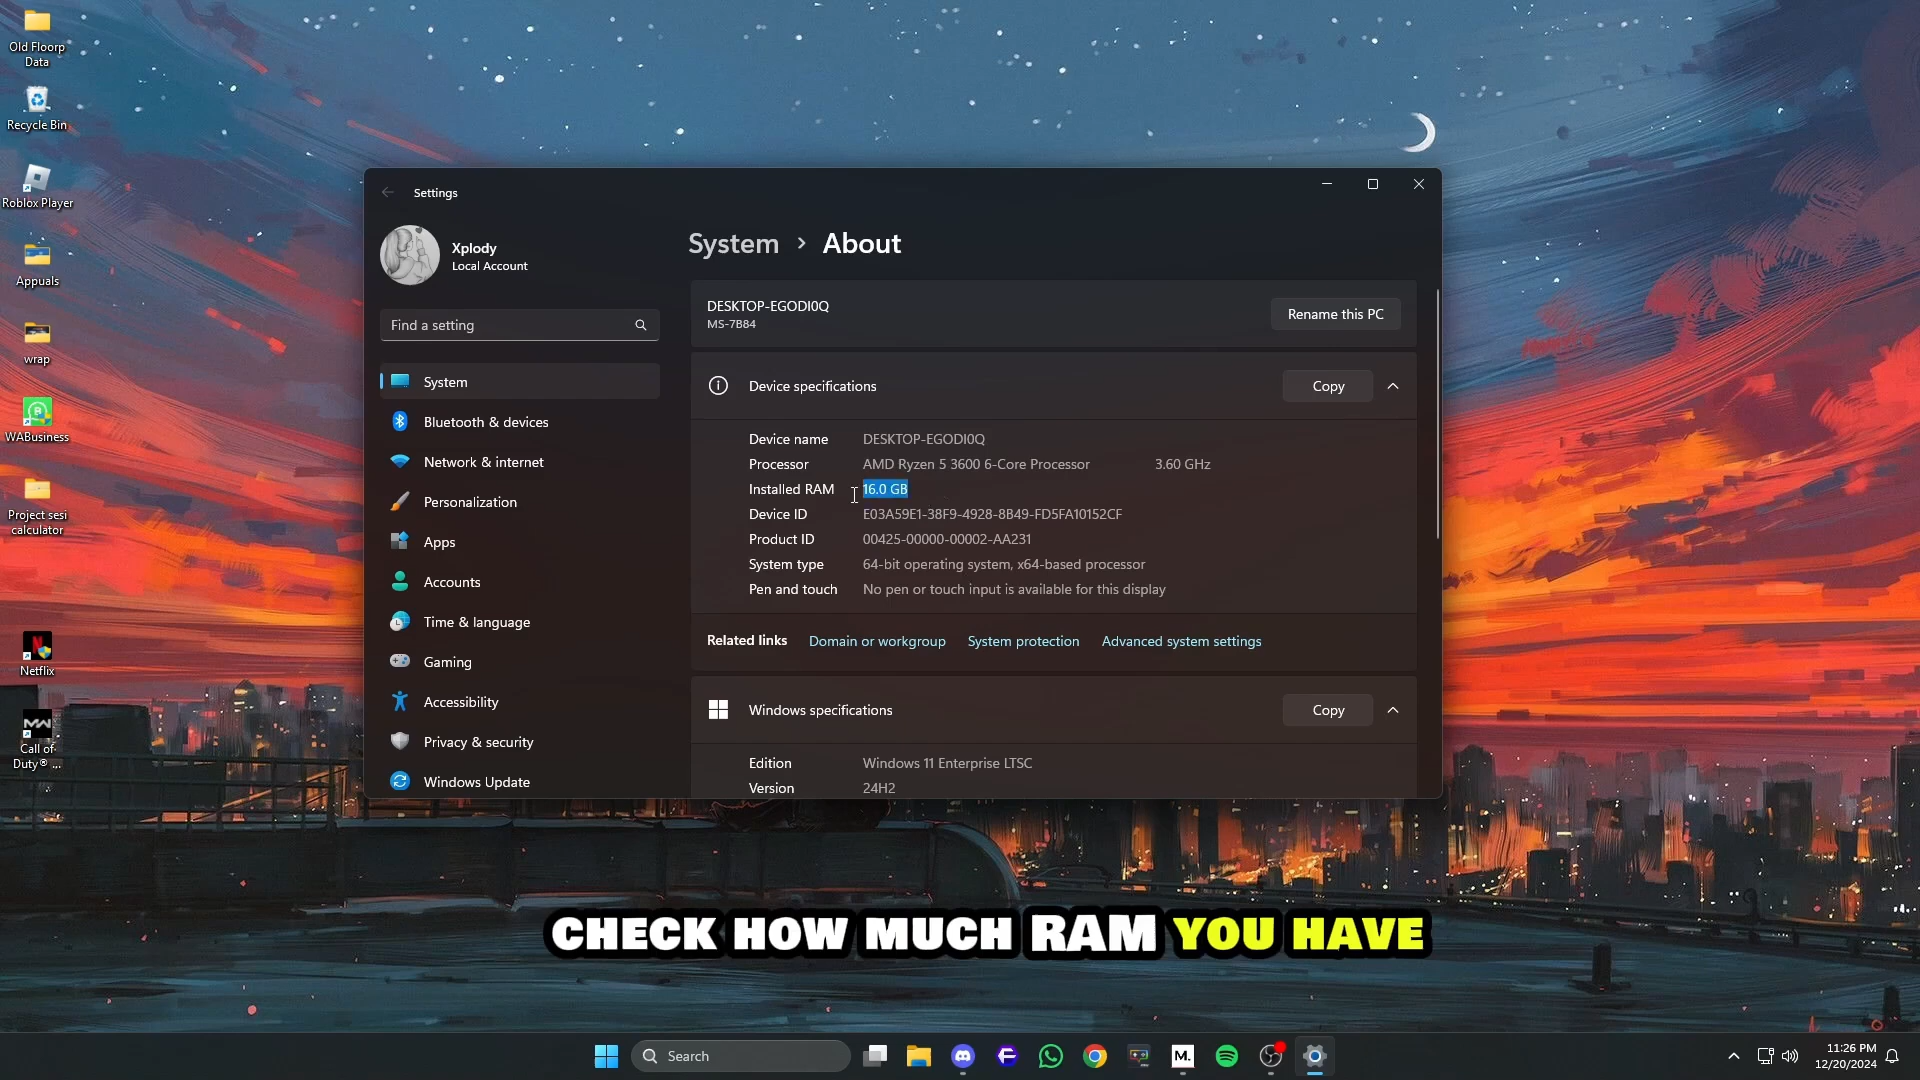 Old Floorp
Data
Recycle Bin
Roblox Player
Appuals
wrap
WABusiness
Project sesi
calculator
Netflix
Call of
Duty® ...
Settings
Xplody
Local Account
Find a setting
System
Bluetooth & devices
Network & internet
Personalization
Apps
Accounts
Time & language
Gaming
Accessibility
Privacy & security
Windows Update
System › About
DESKTOP-EGODI0Q
MS-7B84
Rename this PC
Device specifications
Copy
Device name DESKTOP-EGODI0Q
Processor AMD Ryzen 5 3600 6-Core Processor 3.60 GHz
Installed RAM 16.0 GB
Device ID E03A59E1-38F9-4928-8B49-FD5FA10152CF
Product ID 00425-00000-00002-AA231
System type 64-bit operating system, x64-based processor
Pen and touch No pen or touch input is available for this display
Related links Domain or workgroup System protection Advanced system settings
Windows specifications
Copy
Edition Windows 11 Enterprise LTSC
Version 24H2
CHECK HOW MUCH RAM YOU HAVE
Search
M.
11:26 PM
12/20/2024